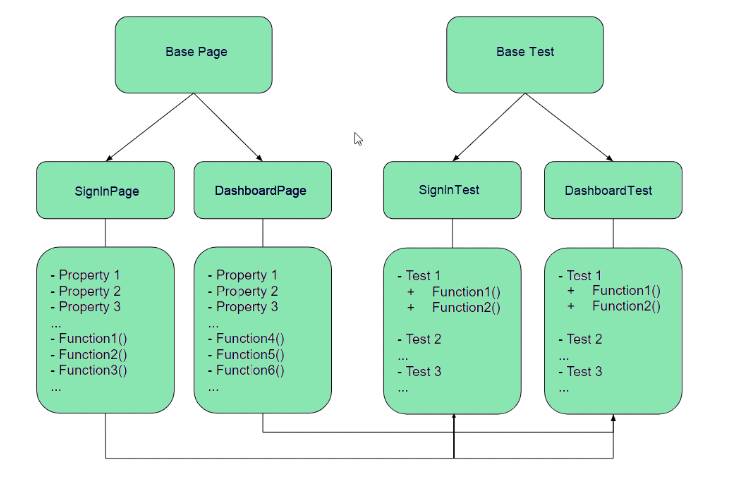 Base Page
Base Test
SignInPage
DashboardPage
SignInTest
DashboardTest
- Property 1
- Property 2
- Property 3
...
- Function1()
- Function2()
- Function3()
...
- Property 1
- Property 2
- Property 3
...
- Function4()
- Function5()
- Function6()
...
- Test 1
+ Function1()
+ Function2()
- Test 2
...
- Test 3
...
- Test 1
+ Function1()
+ Function2()
- Test 2
...
- Test 3
...